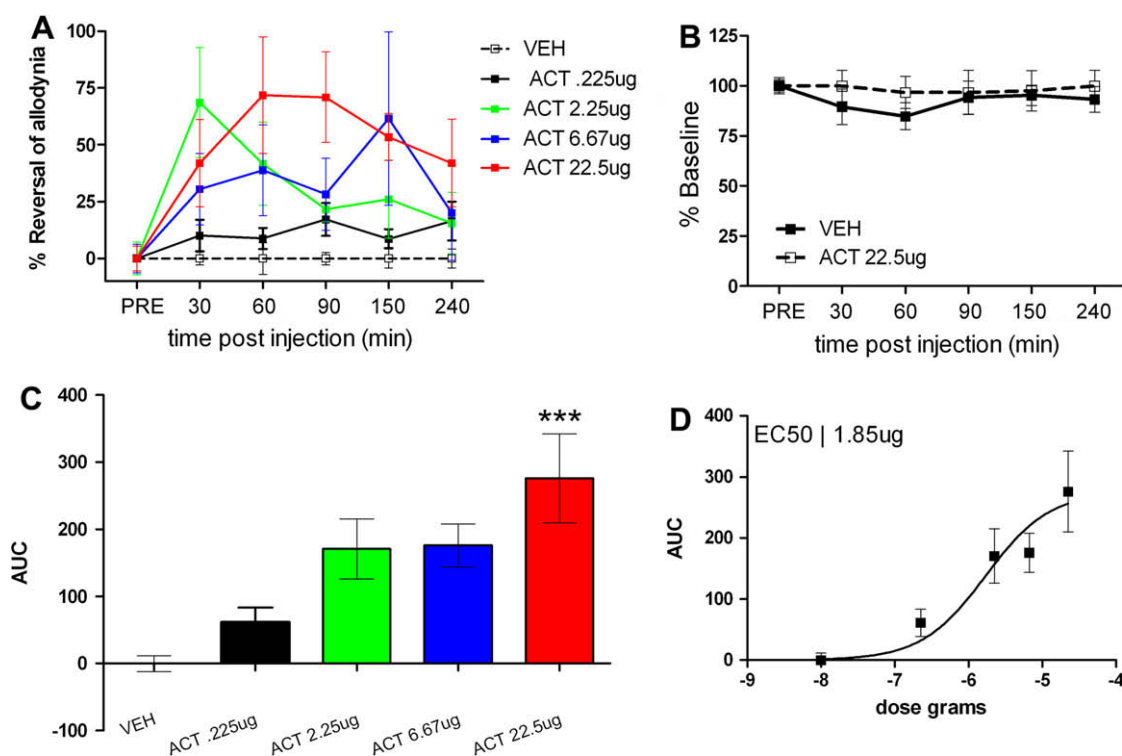 A
% Reversal of allodynia
100
75
50
25
0
PRE 30 60 90 150 240
time post injection (min)
VEH
ACT .225ug
ACT 2.25ug
ACT 6.67ug
ACT 22.5ug
B
% Baseline
125
100
75
50
25
0
VEH
ACT 22.5ug
PRE 30 60 90 150 240
time post injection (min)
C
AUC
400
300
200
100
0
-100
***
VEH
ACT .225ug
ACT 2.25ug
ACT 6.67ug
ACT 22.5ug
D
EC50 | 1.85ug
AUC
400
300
200
100
0
-9 -8 -7 -6 -5 -4
dose grams